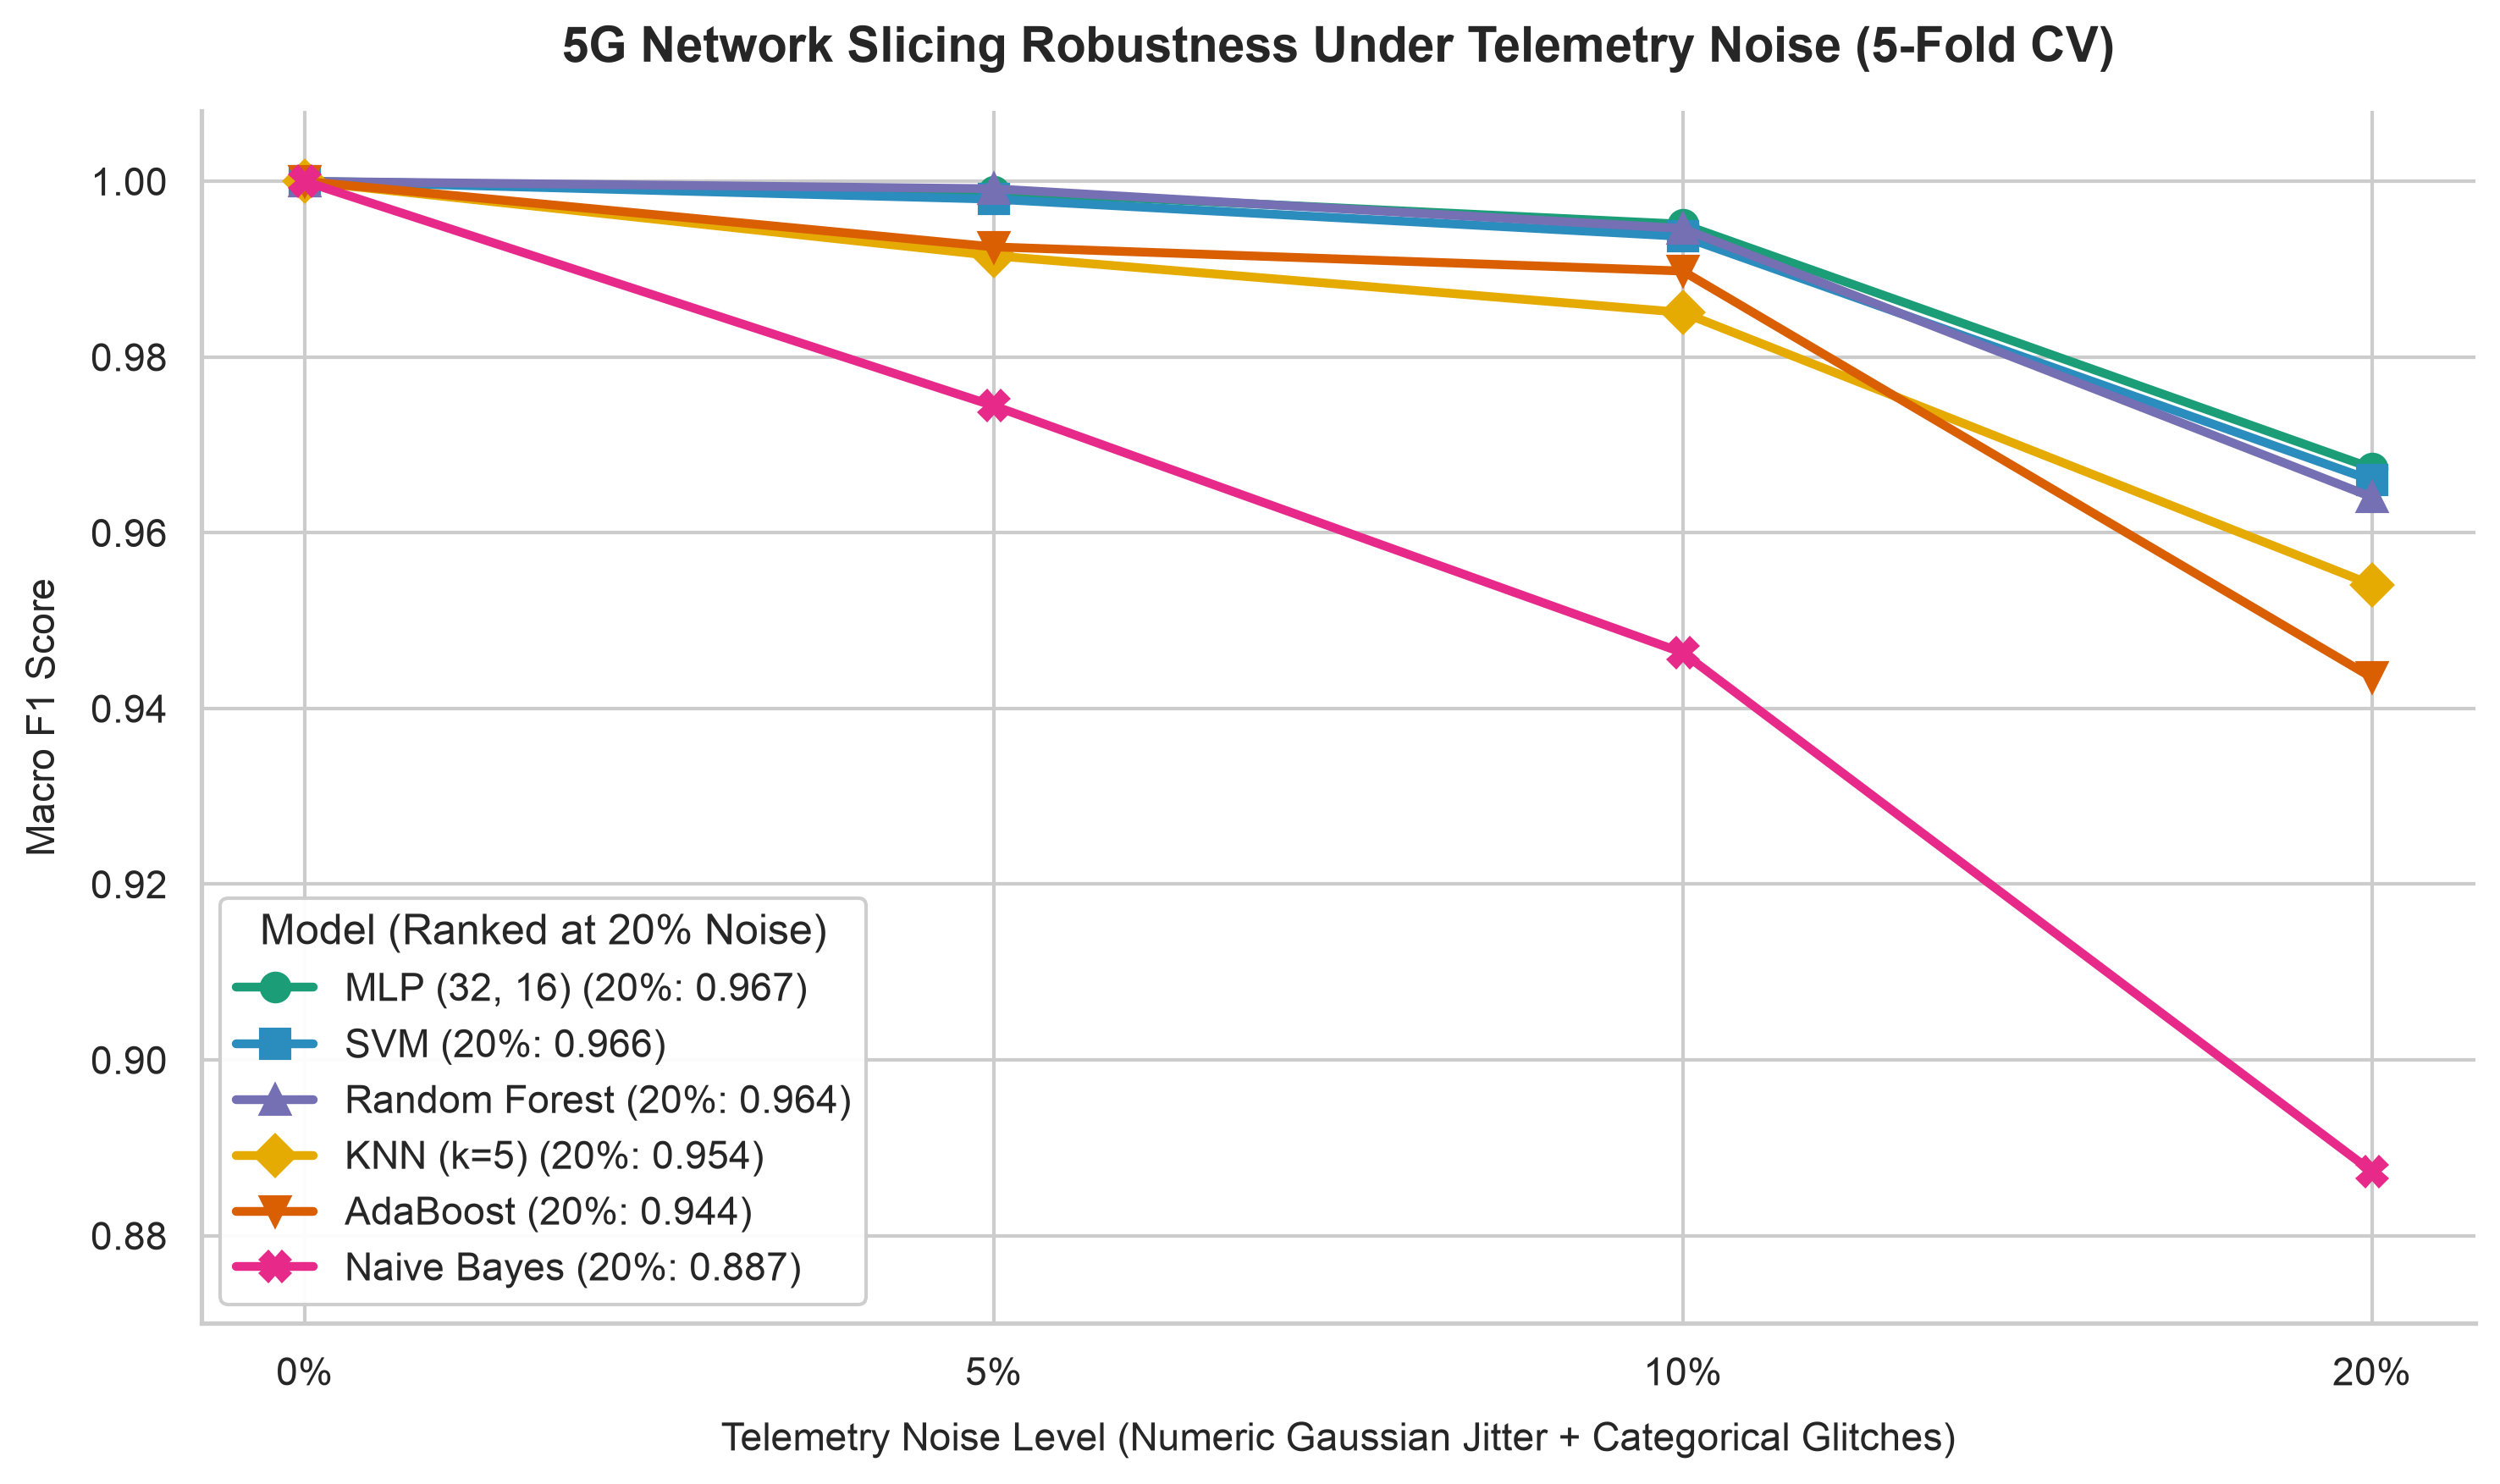 5G Network Slicing Robustness Under Telemetry Noise (5-Fold CV)
Macro F1 Score
1.00
0.98
0.96
0.94
0.92
0.90
0.88
Model (Ranked at 20% Noise)
MLP (32, 16) (20%: 0.967)
SVM (20%: 0.966)
Random Forest (20%: 0.964)
KNN (k=5) (20%: 0.954)
AdaBoost (20%: 0.944)
Naive Bayes (20%: 0.887)
0%
5%
10%
20%
Telemetry Noise Level (Numeric Gaussian Jitter + Categorical Glitches)